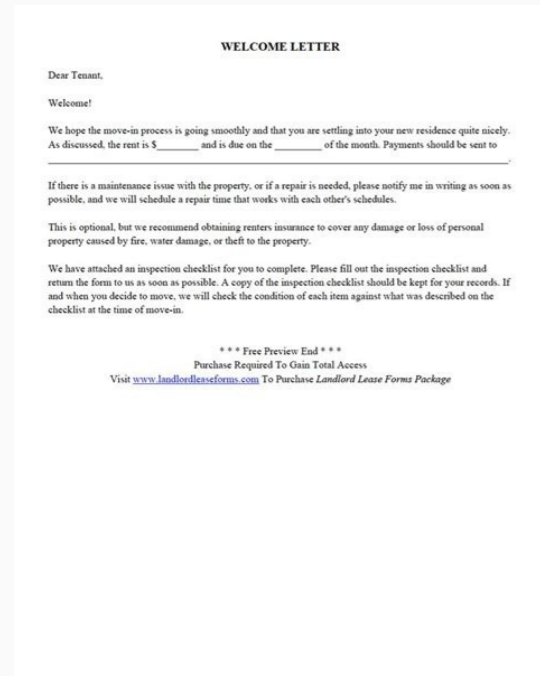 WELCOME LETTER
Dear Tenant,
Welcome!
We hope the move-in process is going smoothly and that you are settling into your new residence quite nicely.
As discussed, the rent is $________ and is due on the _________ of the month. Payments should be sent to
________________________________________________________________________________________.
If there is a maintenance issue with the property, or if a repair is needed, please notify me in writing as soon as
possible, and we will schedule a repair time that works with each other's schedules.
This is optional, but we recommend obtaining renters insurance to cover any damage or loss of personal
property caused by fire, water damage, or theft to the property.
We have attached an inspection checklist for you to complete. Please fill out the inspection checklist and
return the form to us as soon as possible. A copy of the inspection checklist should be kept for your records. If
and when you decide to move, we will check the condition of each item against what was described on the
checklist at the time of move-in.
* * * Free Preview End * * *
Purchase Required To Gain Total Access
Visit www.landlordleaseforms.com To Purchase Landlord Lease Forms Package